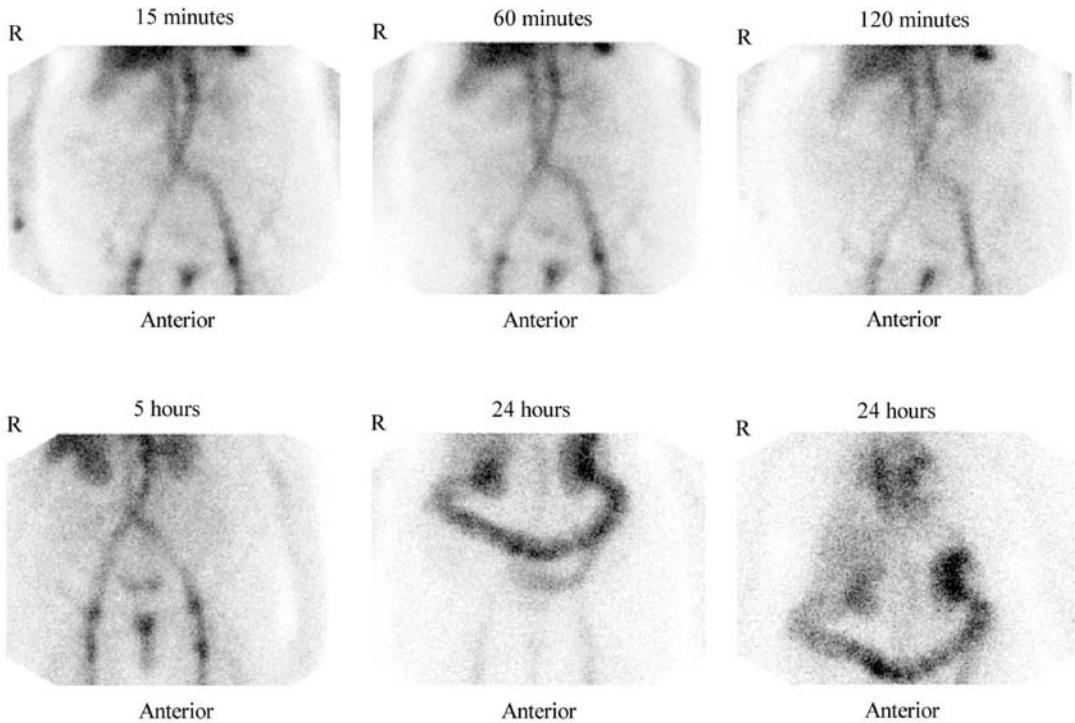 15 minutes
60 minutes
120 minutes
R
R
R
Anterior
Anterior
Anterior
5 hours
24 hours
24 hours
R
R
R
Anterior
Anterior
Anterior